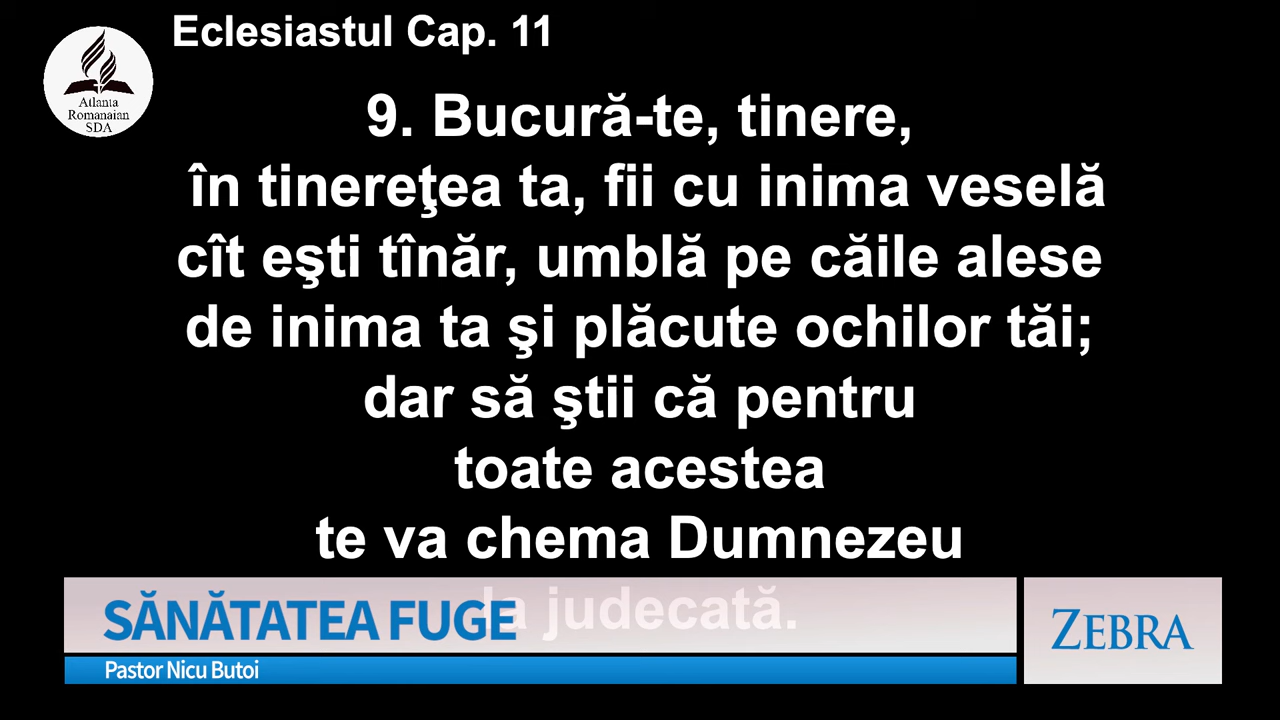 Eclesiastul Cap. 11
Atlanta
Romanaian
SDA
9. Bucură-te, tinere,
în tinereţea ta, fii cu inima veselă
cît eşti tînăr, umblă pe căile alese
de inima ta şi plăcute ochilor tăi;
dar să ştii că pentru
toate acestea
te va chema Dumnezeu
la judecată.
SĂNĂTATEA FUGE
Pastor Nicu Butoi
ZEBRA